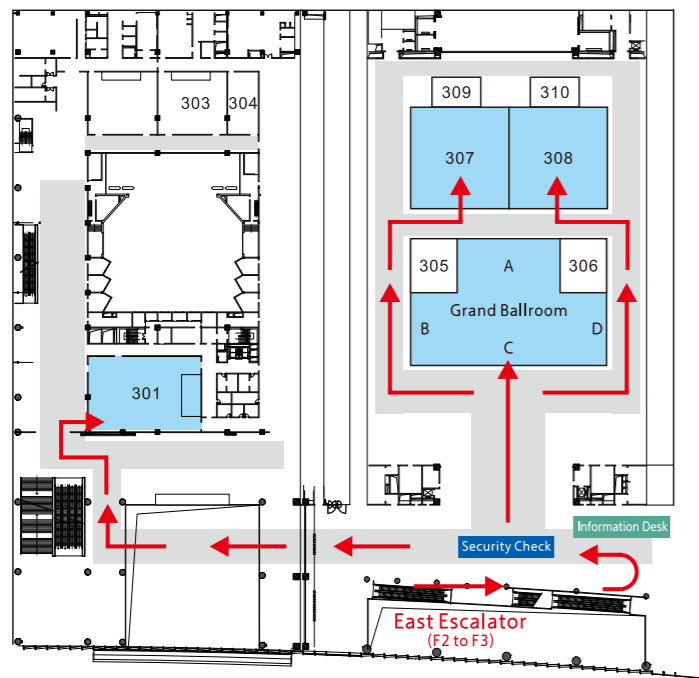 309
310
303
304
307
308
305
A
306
Grand Ballroom
B
D
C
301
Information Desk
Security Check
East Escalator
(F2 to F3)